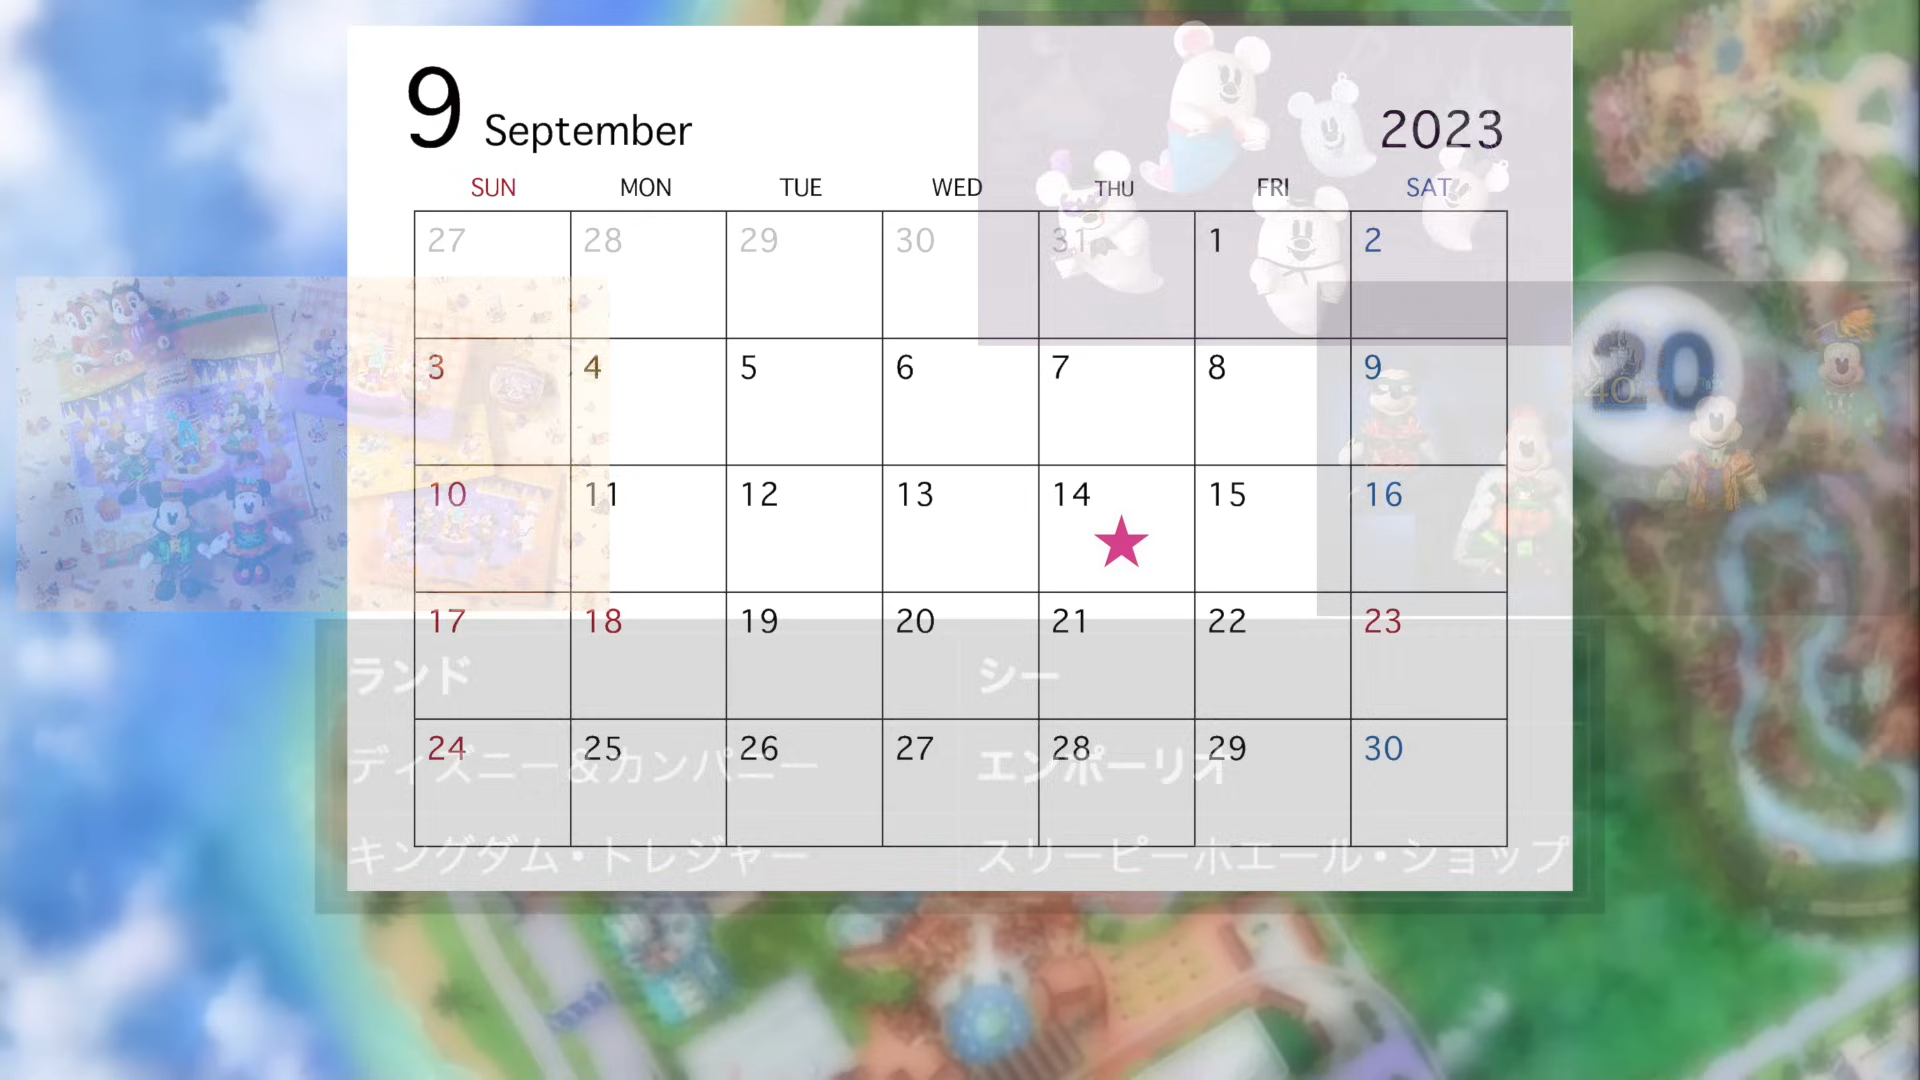 9 September 2023
SUN MON TUE WED THU FRI SAT
27 28 29 30 31 1 2
3 4 5 6 7 8 9
20
40
10 11 12 13 14 15 16
17 18 19 20 21 22 23
ランド シー
24 25 26 27 28 29 30
ディズニー&カンパニー エンポーリオ
キングダム・トレジャー スリーピーホエール・ショップ